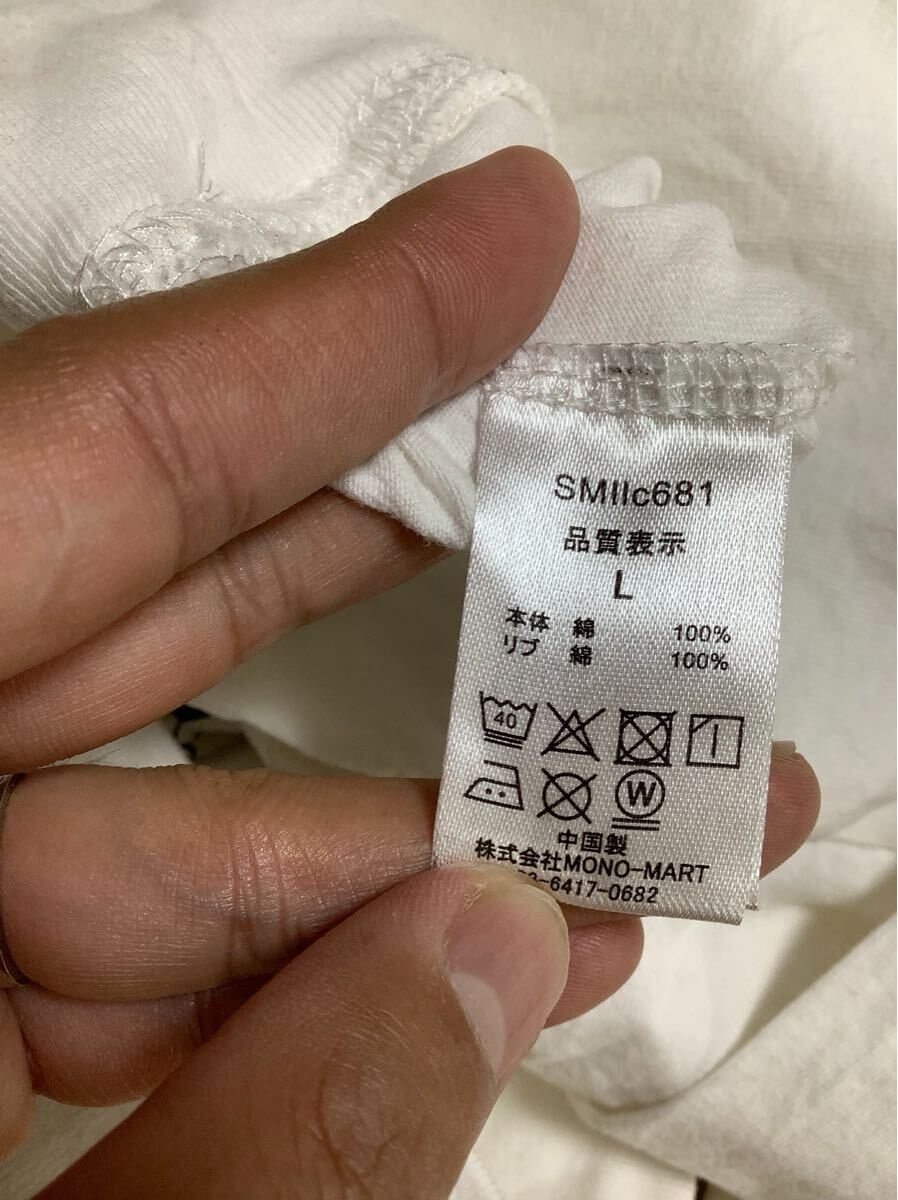 SMIIc681
品質表示
L
本体 綿 100%
リブ 綿 100%
40
W
中国製
株式会社MONO-MART
3-6417-0682